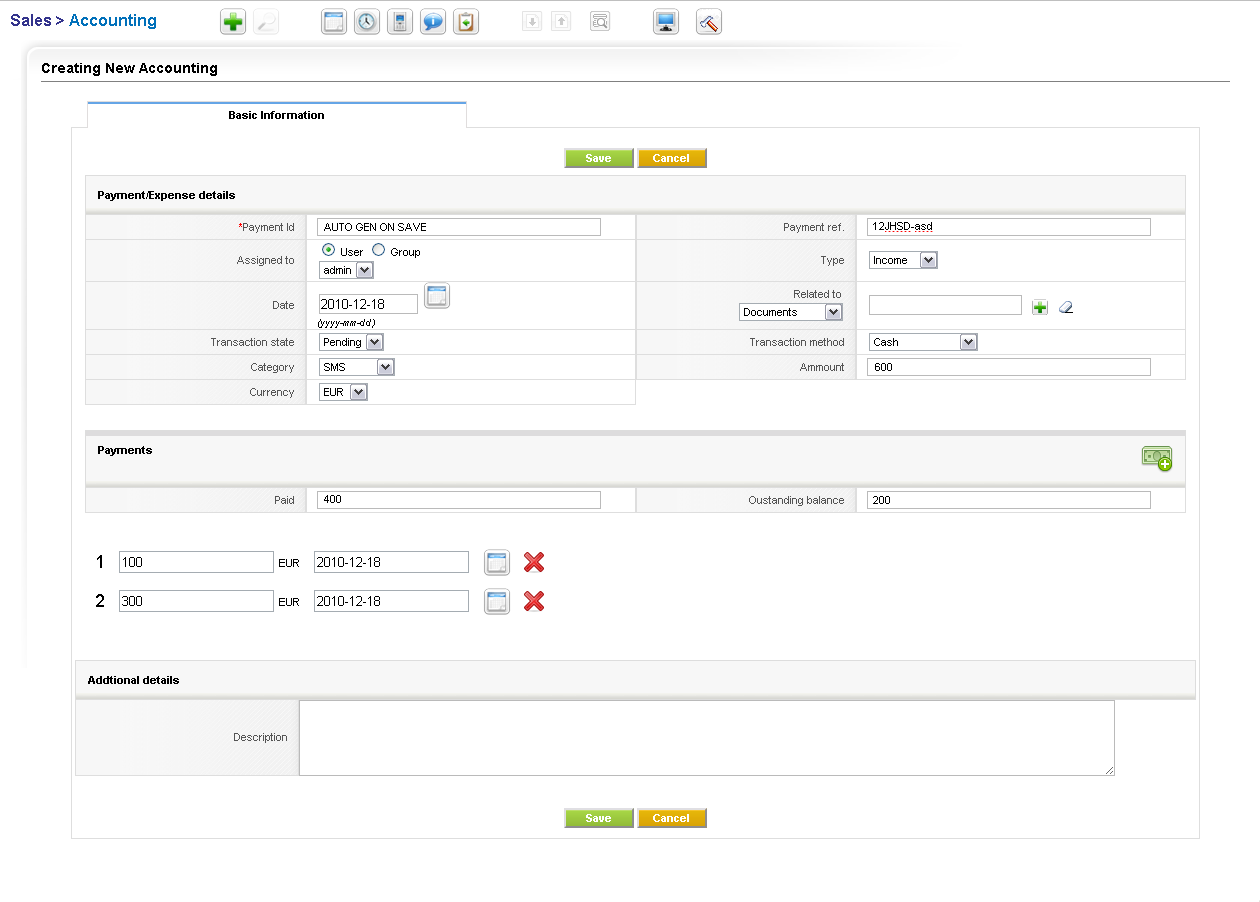 Sales > Accounting
Creating New Accounting
Basic Information
Save Cancel
Payment/Expense details
*Payment Id AUTO GEN ON SAVE Payment ref. 12JHSD-asd
Assigned to User Group admin Type Income
Date 2010-12-18 (yyyy-mm-dd) Related to Documents
Transaction state Pending Transaction method Cash
Category SMS Ammount 600
Currency EUR
Payments
Paid 400 Oustanding balance 200
1 100 EUR 2010-12-18
2 300 EUR 2010-12-18
Addtional details
Description
Save Cancel